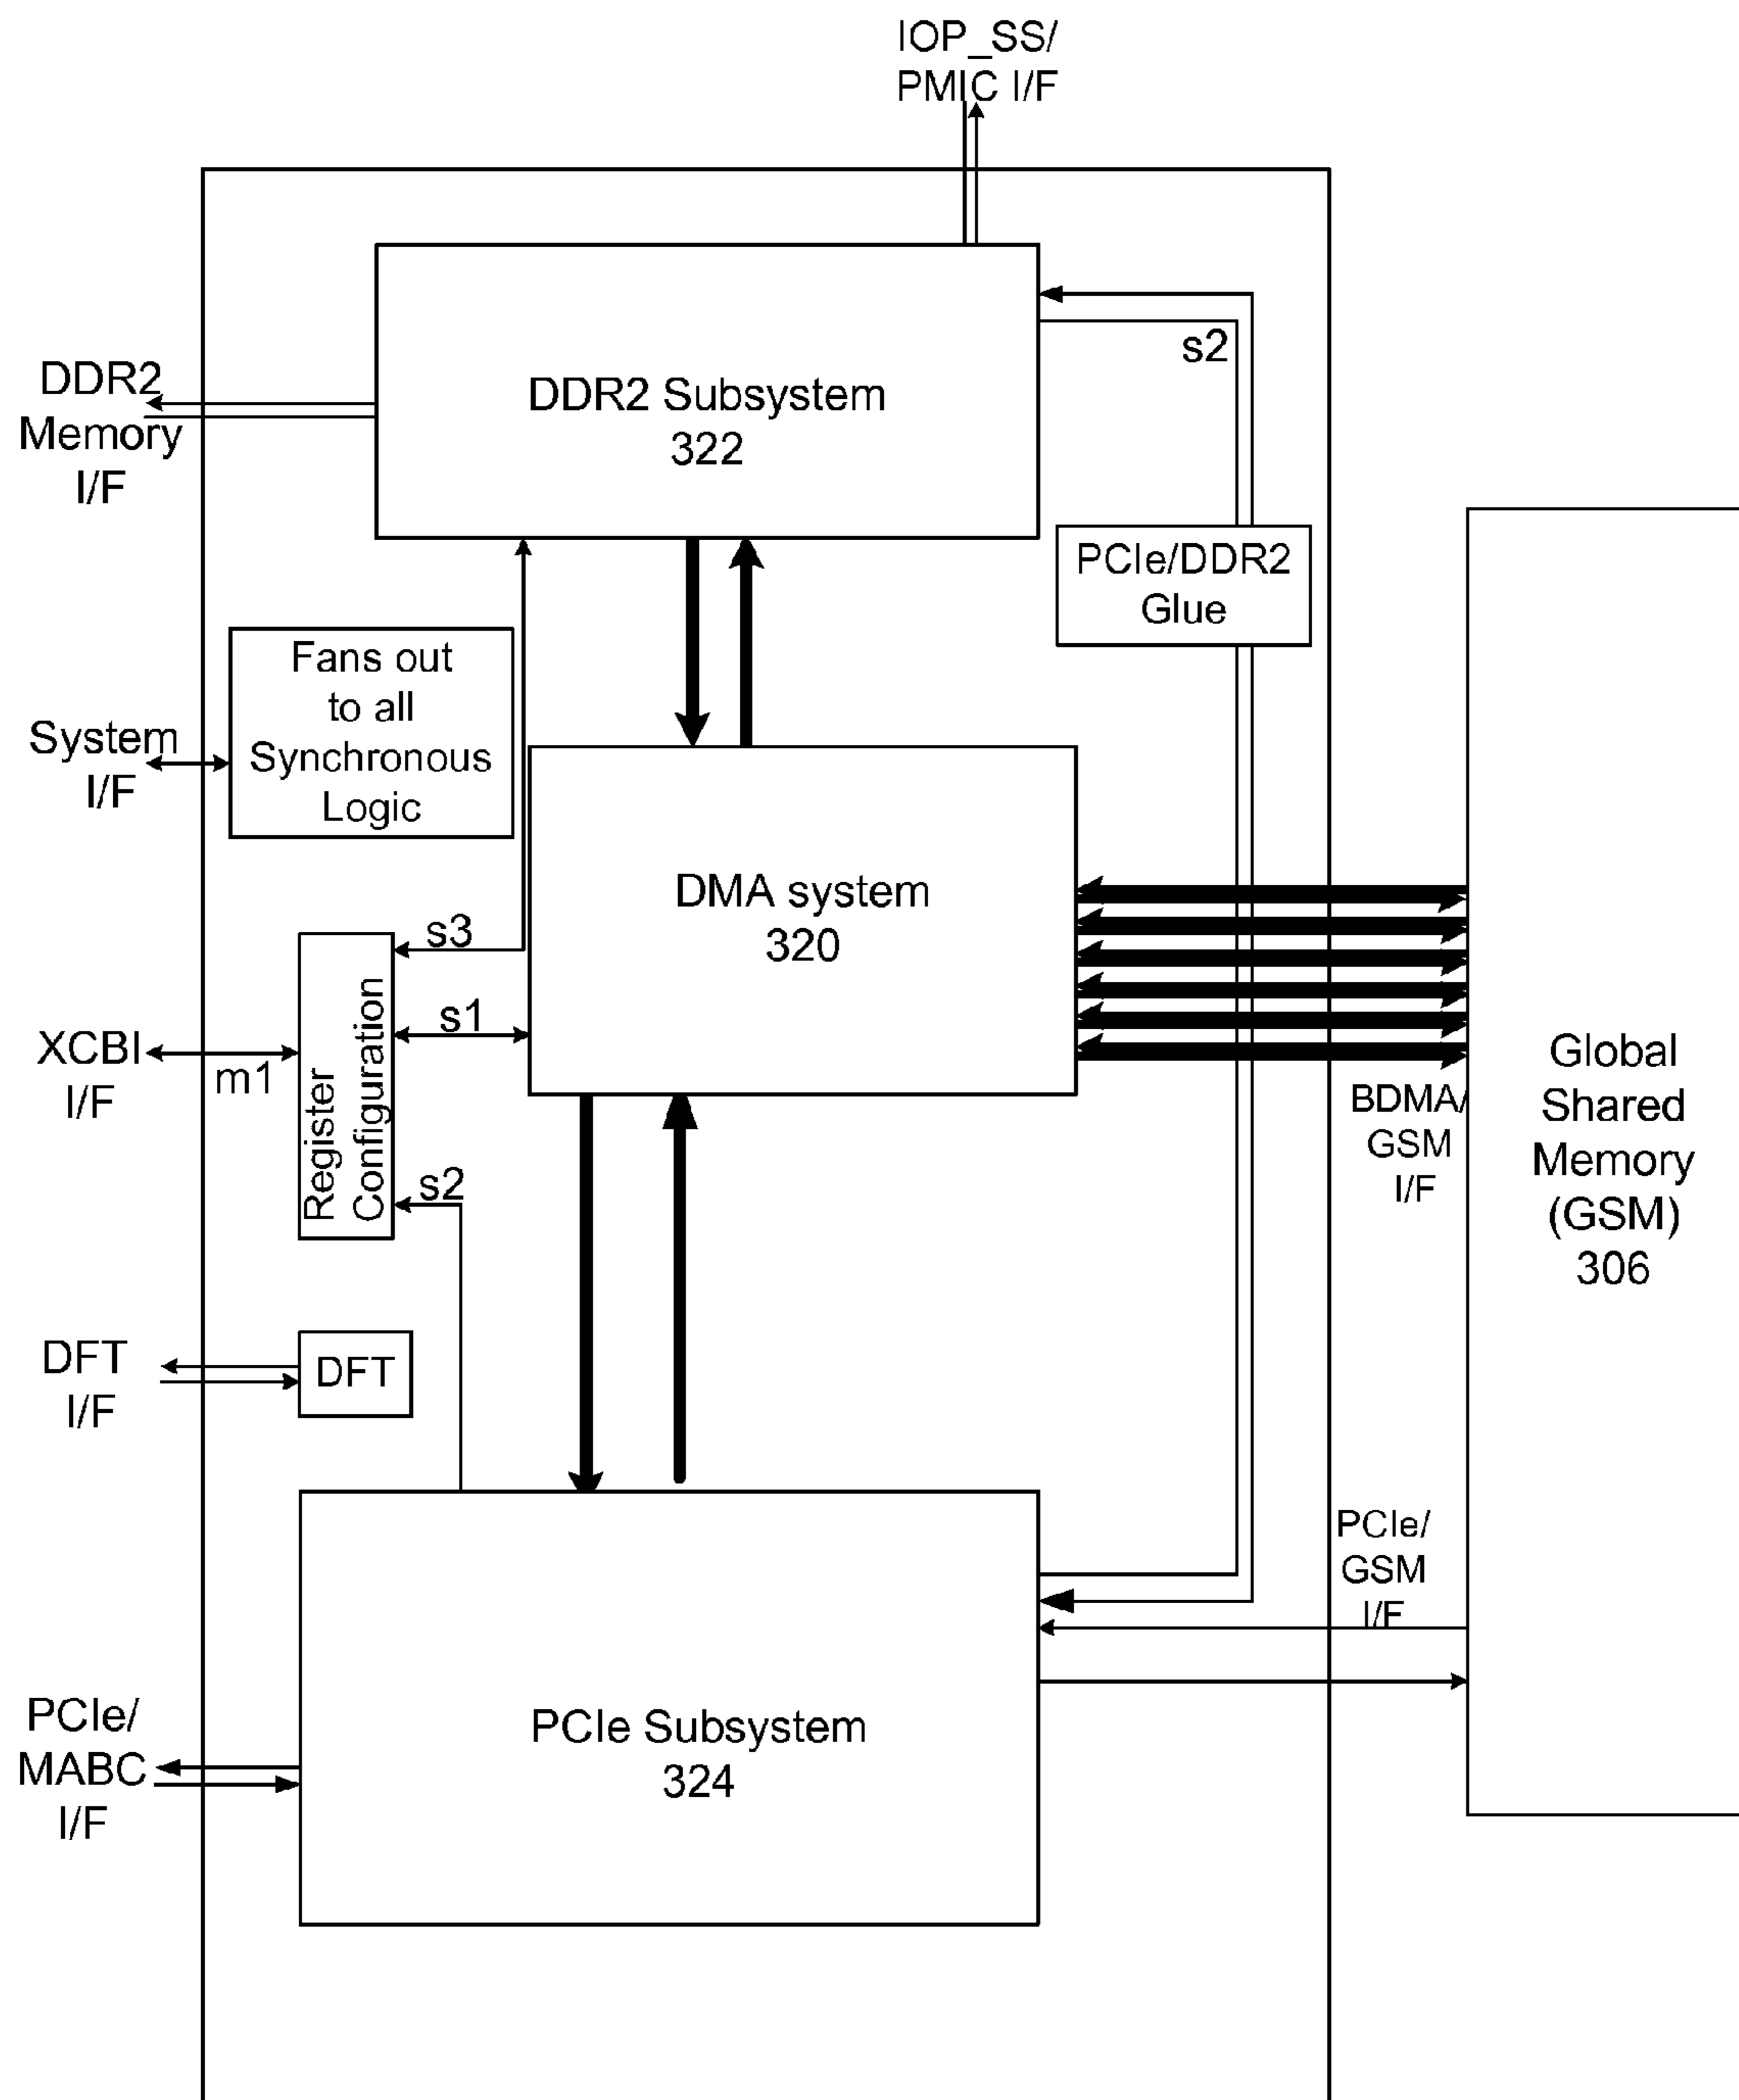 IOP_SS/
PMIC I/F
s2
DDR2
Memory
I/F
DDR2 Subsystem
322
PCIe/DDR2
Glue
Fans out
to all
Synchronous
Logic
System
I/F
DMA system
320
s3
s1
XCBI
I/F
m1
Register
Configuration
s2
BDMA/
GSM
I/F
Global
Shared
Memory
(GSM)
306
DFT
I/F
DFT
PCIe/
GSM
I/F
PCIe Subsystem
324
PCIe/
MABC
I/F